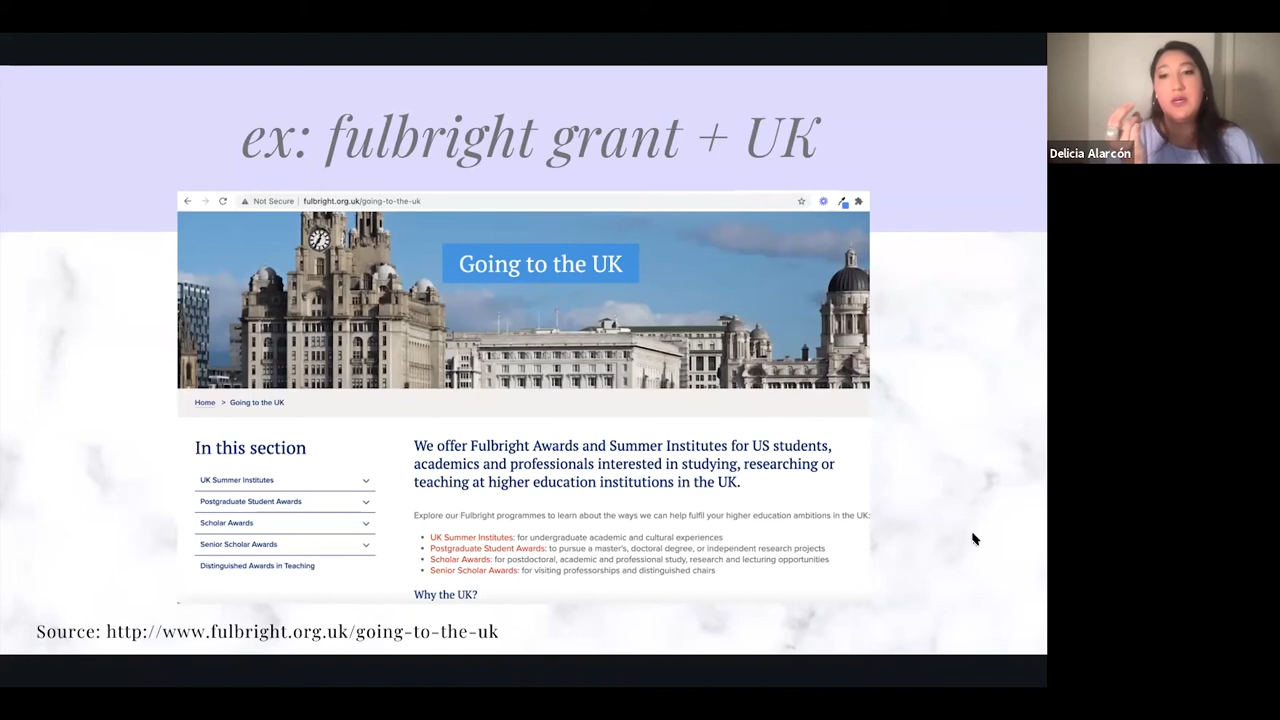 ex: fulbright grant + UK
Not Secure | fulbright.org.uk/going-to-the-uk
Going to the UK
Home > Going to the UK
In this section
UK Summer Institutes
Postgraduate Student Awards
Scholar Awards
Senior Scholar Awards
Distinguished Awards in Teaching
We offer Fulbright Awards and Summer Institutes for US students,
academics and professionals interested in studying, researching or
teaching at higher education institutions in the UK.
Explore our Fulbright programmes to learn about the ways we can help fulfil your higher education ambitions in the UK:
• UK Summer Institutes: for undergraduate academic and cultural experiences
• Postgraduate Student Awards: to pursue a master's, doctoral degree, or independent research projects
• Scholar Awards: for postdoctoral, academic and professional study, research and lecturing opportunities
• Senior Scholar Awards: for visiting professorships and distinguished chairs
Why the UK?
Source: http://www.fulbright.org.uk/going-to-the-uk
Delicia Alarcón